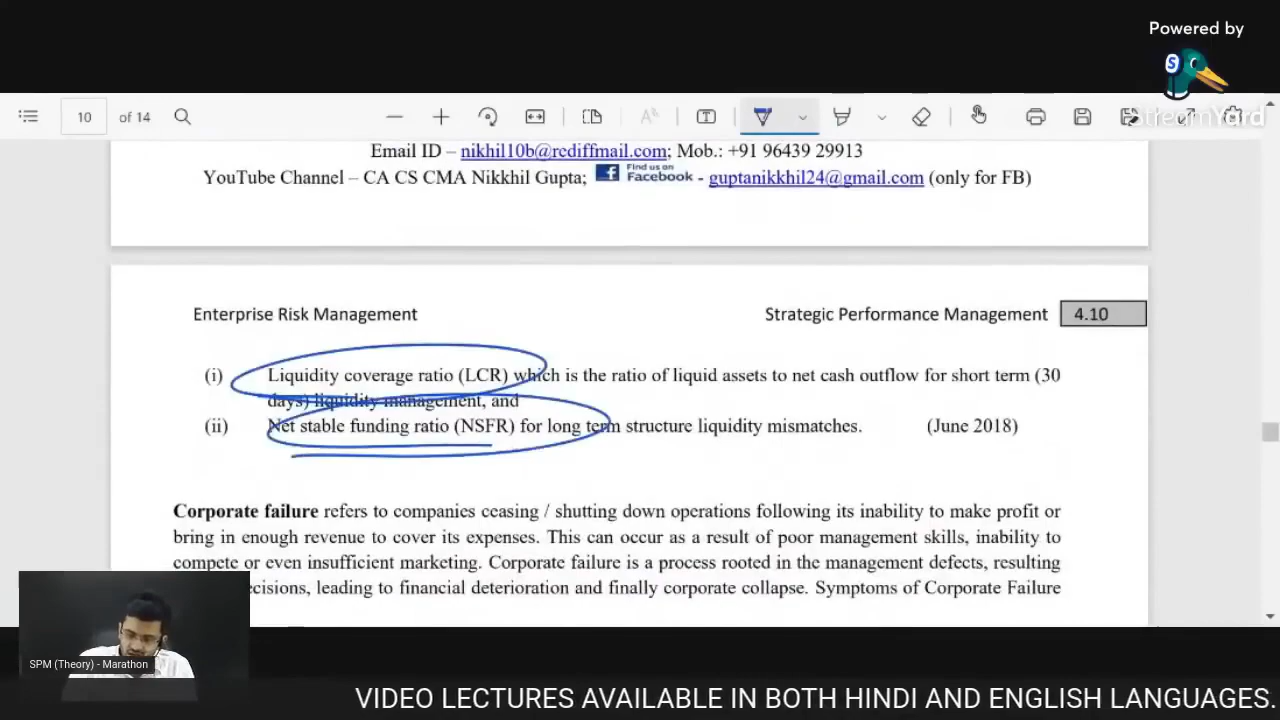 Powered by
StreamYard
10 of 14
Email ID – nikhil10b@rediffmail.com; Mob.: +91 96439 29913
YouTube Channel – CA CS CMA Nikkhil Gupta; Find us on Facebook - guptanikkhil24@gmail.com (only for FB)
Enterprise Risk Management Strategic Performance Management 4.10
(i) Liquidity coverage ratio (LCR) which is the ratio of liquid assets to net cash outflow for short term (30
days) liquidity management, and
(ii) Net stable funding ratio (NSFR) for long term structure liquidity mismatches. (June 2018)
Corporate failure refers to companies ceasing / shutting down operations following its inability to make profit or
bring in enough revenue to cover its expenses. This can occur as a result of poor management skills, inability to
compete or even insufficient marketing. Corporate failure is a process rooted in the management defects, resulting
ecisions, leading to financial deterioration and finally corporate collapse. Symptoms of Corporate Failure
SPM (Theory) - Marathon
VIDEO LECTURES AVAILABLE IN BOTH HINDI AND ENGLISH LANGUAGES.